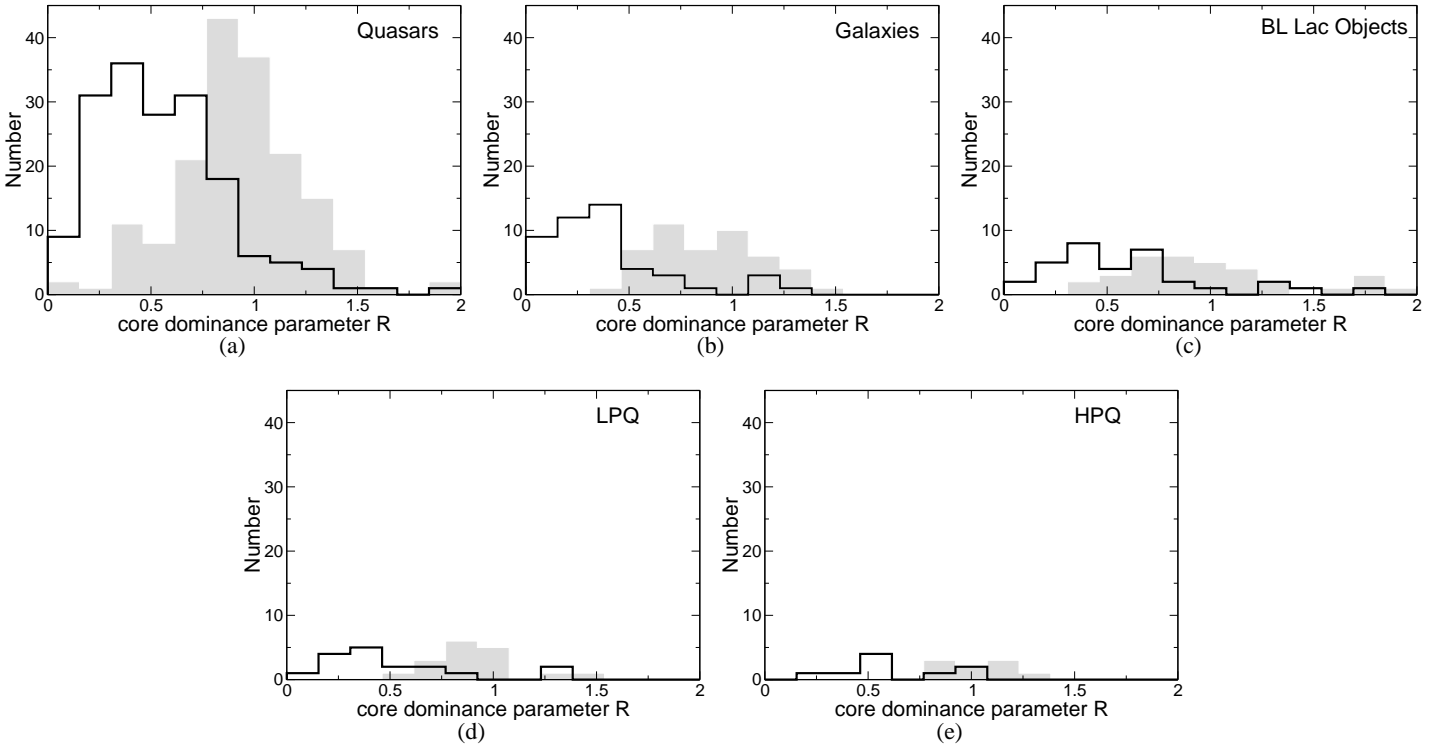 Quasars
Number
40
30
20
10
0
0 0.5 1 1.5 2
core dominance parameter R
(a)
Galaxies
Number
40
30
20
10
0
0 0.5 1 1.5 2
core dominance parameter R
(b)
BL Lac Objects
Number
40
30
20
10
0
0 0.5 1 1.5 2
core dominance parameter R
(c)
LPQ
Number
40
30
20
10
0
0 0.5 1 1.5 2
core dominance parameter R
(d)
HPQ
Number
40
30
20
10
0
0 0.5 1 1.5 2
core dominance parameter R
(e)